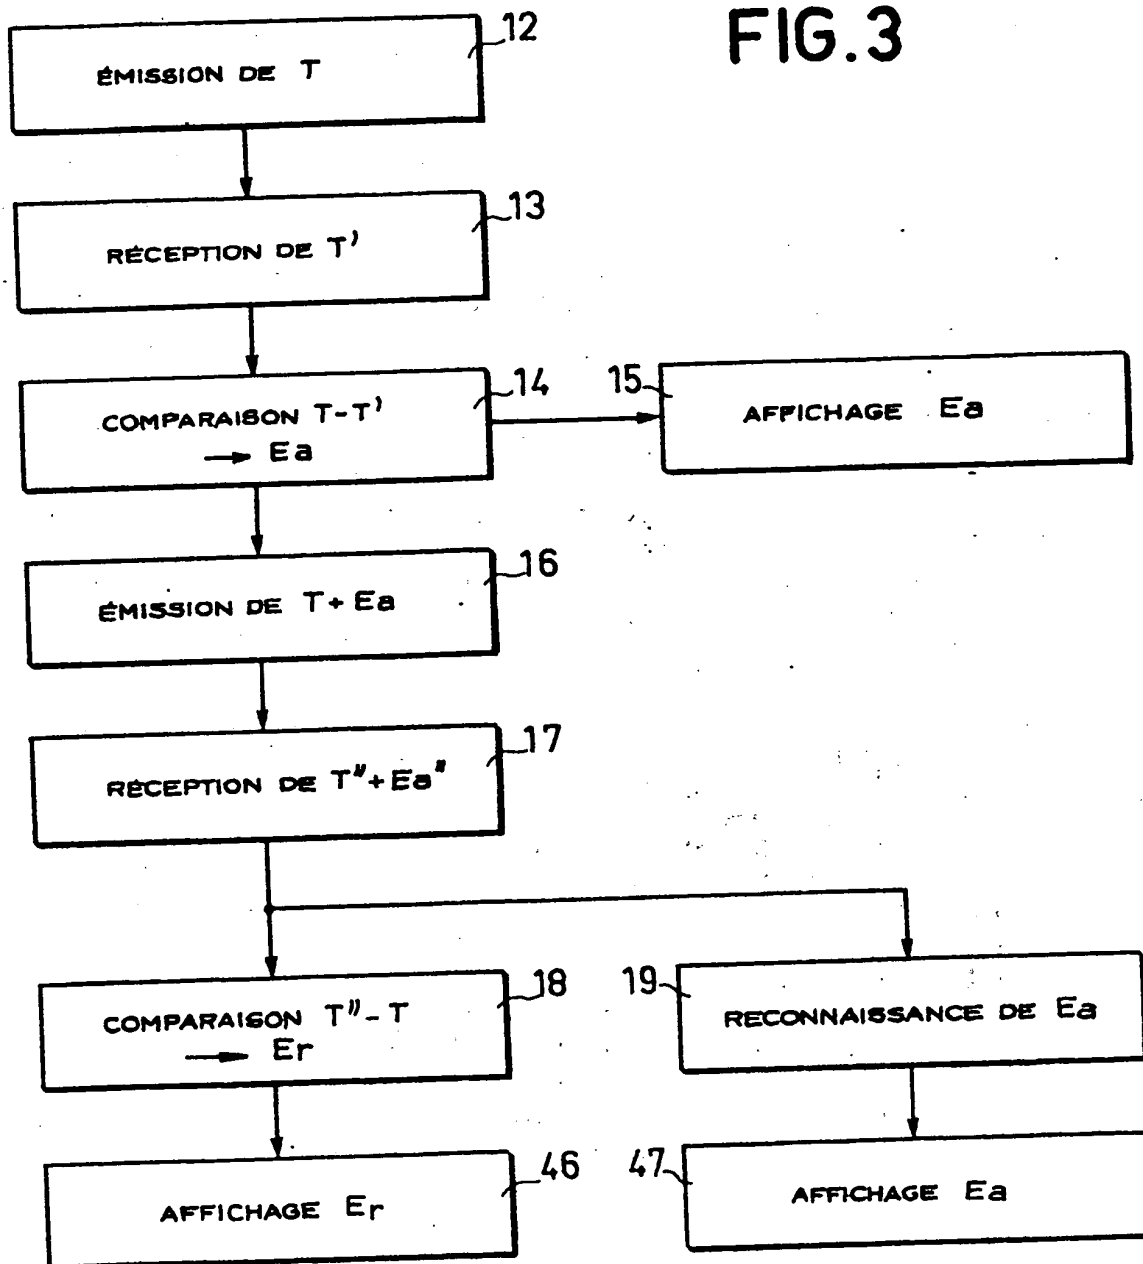 FIG.3
12
ÉMISSION DE T
13
RÉCEPTION DE T'
14
COMPARAISON T-T'
→ Ea
15
AFFICHAGE Ea
16
ÉMISSION DE T+Ea
17
RÉCEPTION DE T"+Ea"
18
COMPARAISON T"-T
→ Er
19
RECONNAISSANCE DE Ea
46
AFFICHAGE Er
47
AFFICHAGE Ea